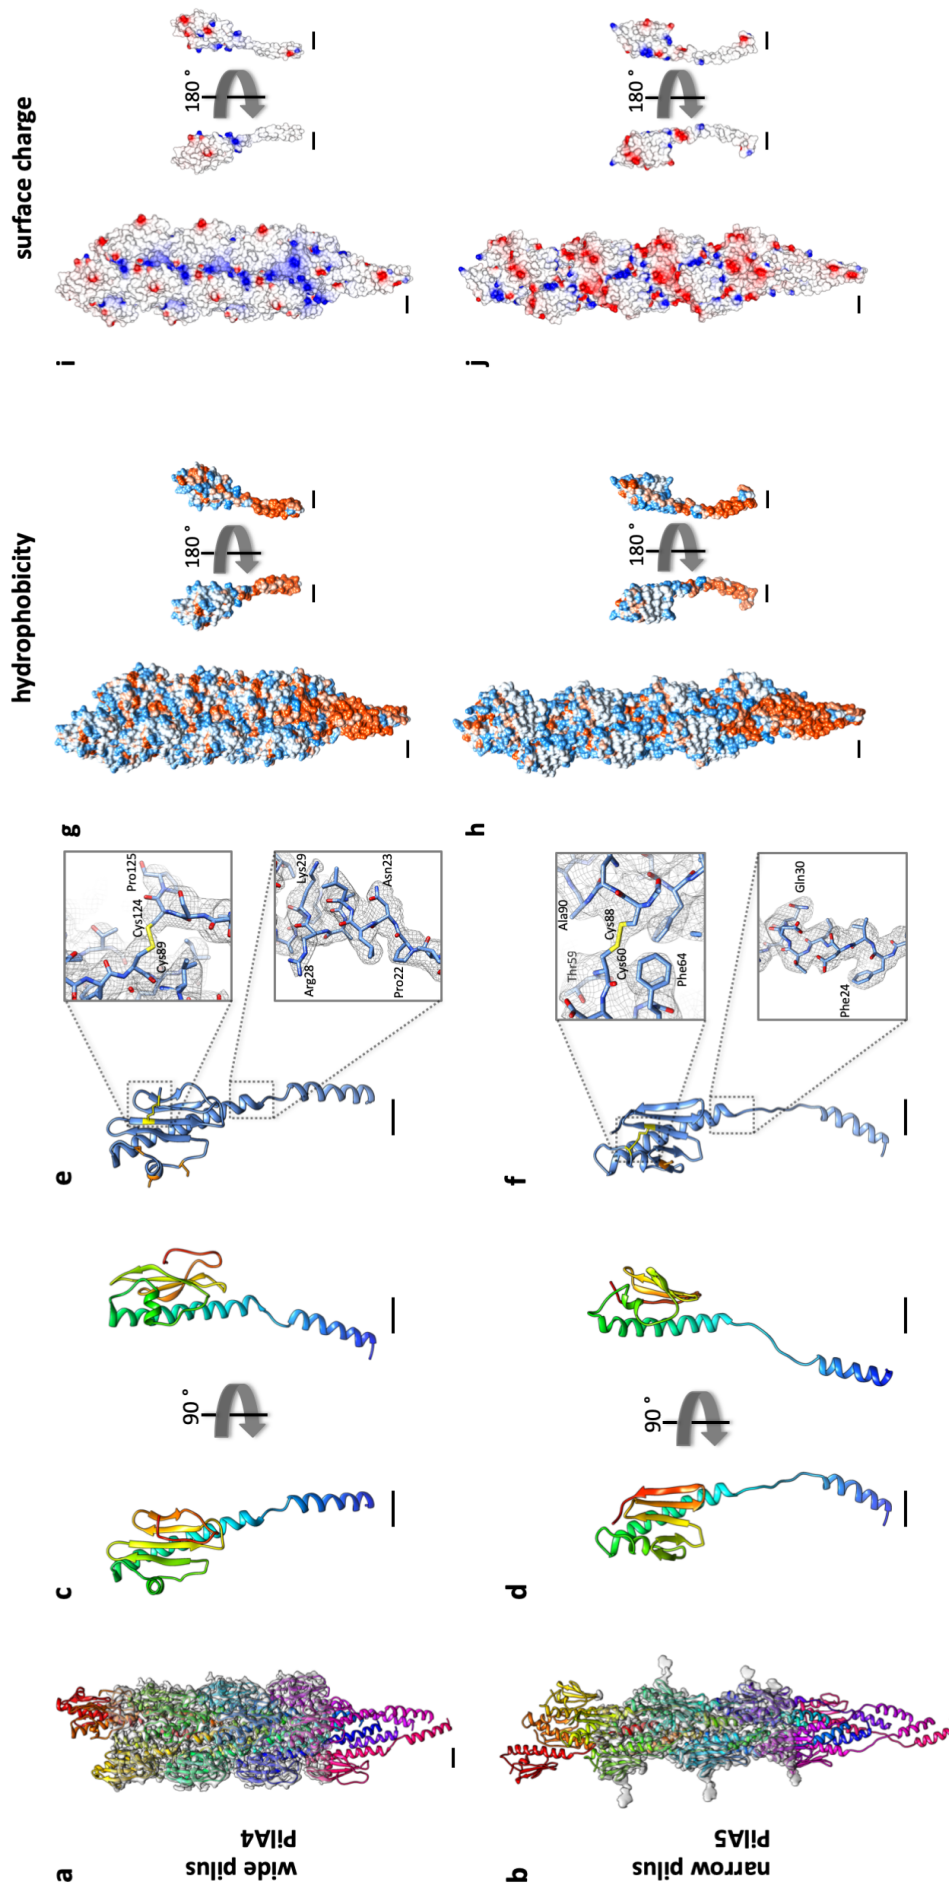 hydrophobicity
surface charge
a
wide pilus
PilA4
c
90 °
e
Pro125
Cys124
Cys89
Lys29
Arg28
Asn23
Pro22
g
180 °
i
180 °
b
narrow pilus
PilA5
d
90 °
f
Ala90
Thr59
Cys88
Cys60
Phe64
Gln30
Phe24
h
180 °
j
180 °